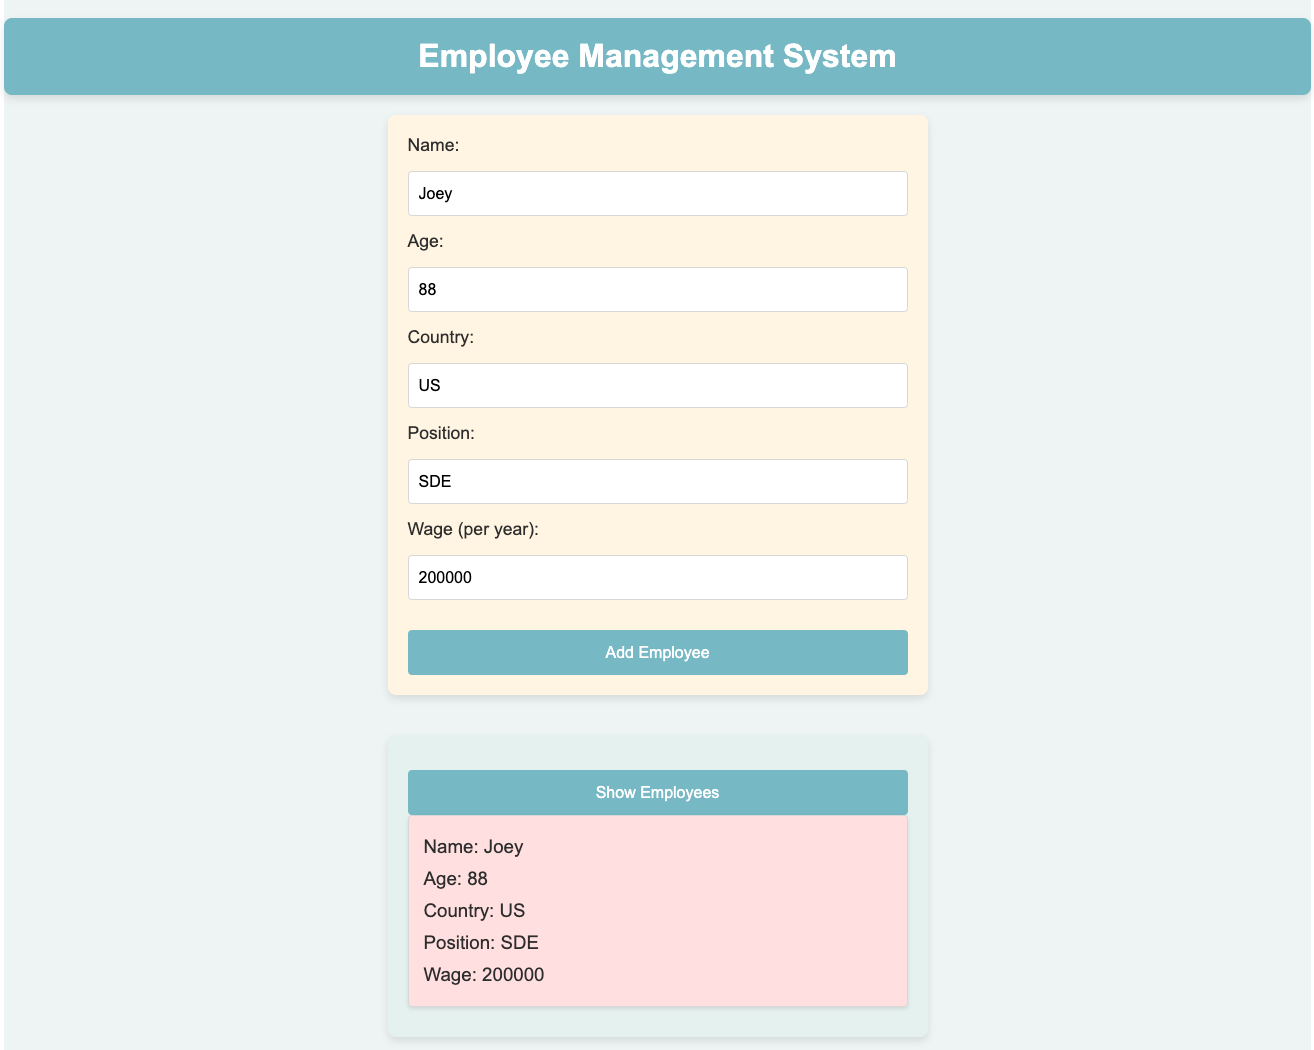 Employee Management System
Name:
Joey
Age:
88
Country:
US
Position:
SDE
Wage (per year):
200000
Add Employee
Show Employees
Name: Joey
Age: 88
Country: US
Position: SDE
Wage: 200000